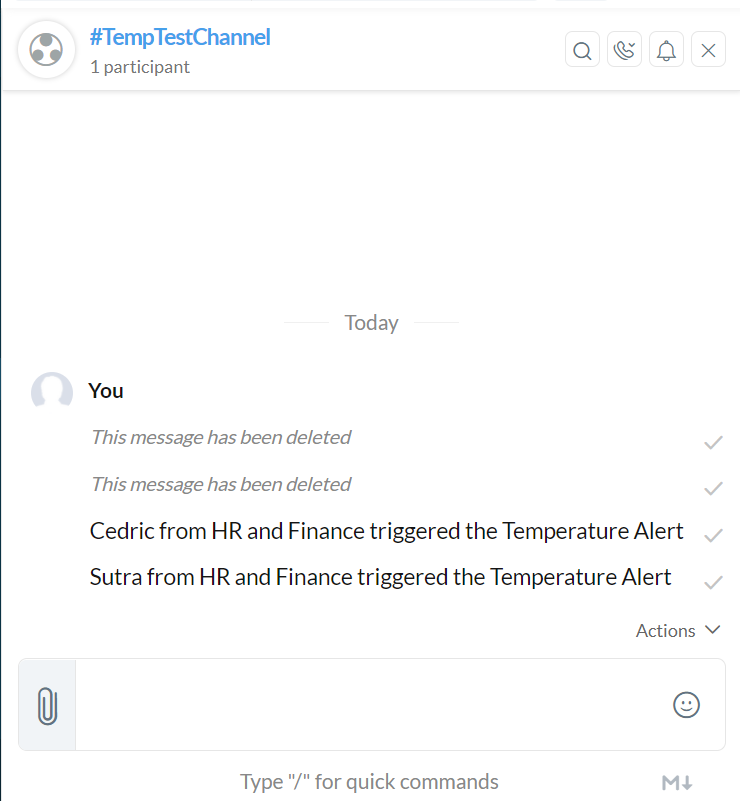 #TempTestChannel
1 participant
Today
You
This message has been deleted
This message has been deleted
Cedric from HR and Finance triggered the Temperature Alert
Sutra from HR and Finance triggered the Temperature Alert
Actions
Type "/" for quick commands
M↓